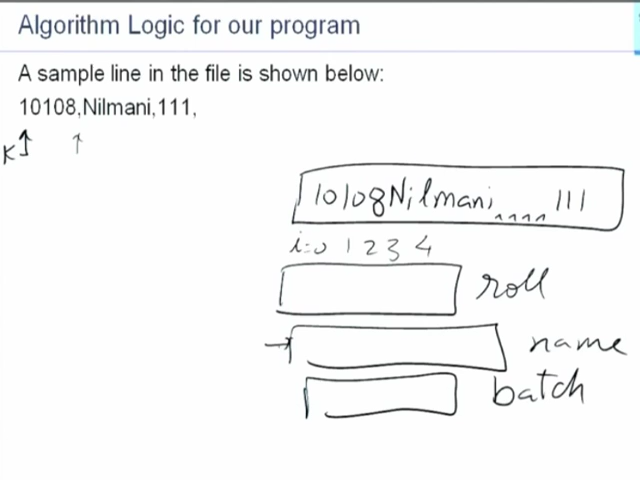 Algorithm Logic for our program
A sample line in the file is shown below:
10108,Nilmani,111,
K
10108Nilmani 111
i=0 1 2 3 4
roll
name
batch